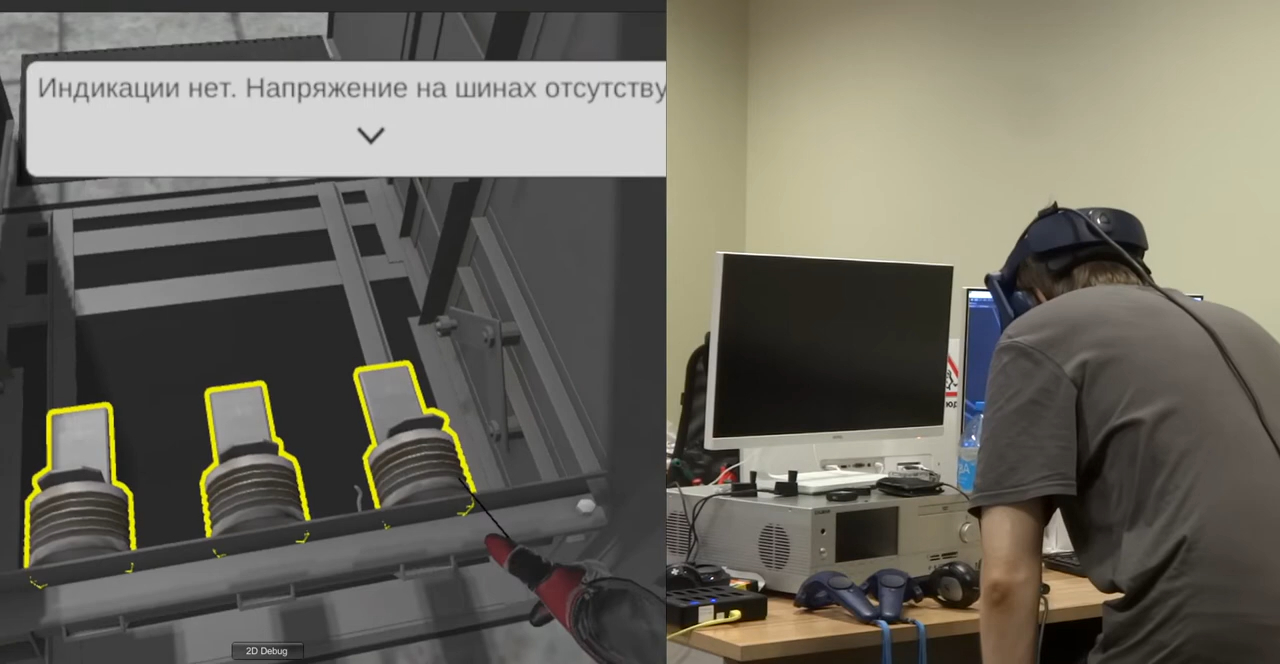 Индикации нет. Напряжение на шинах отсутству
2D Debug